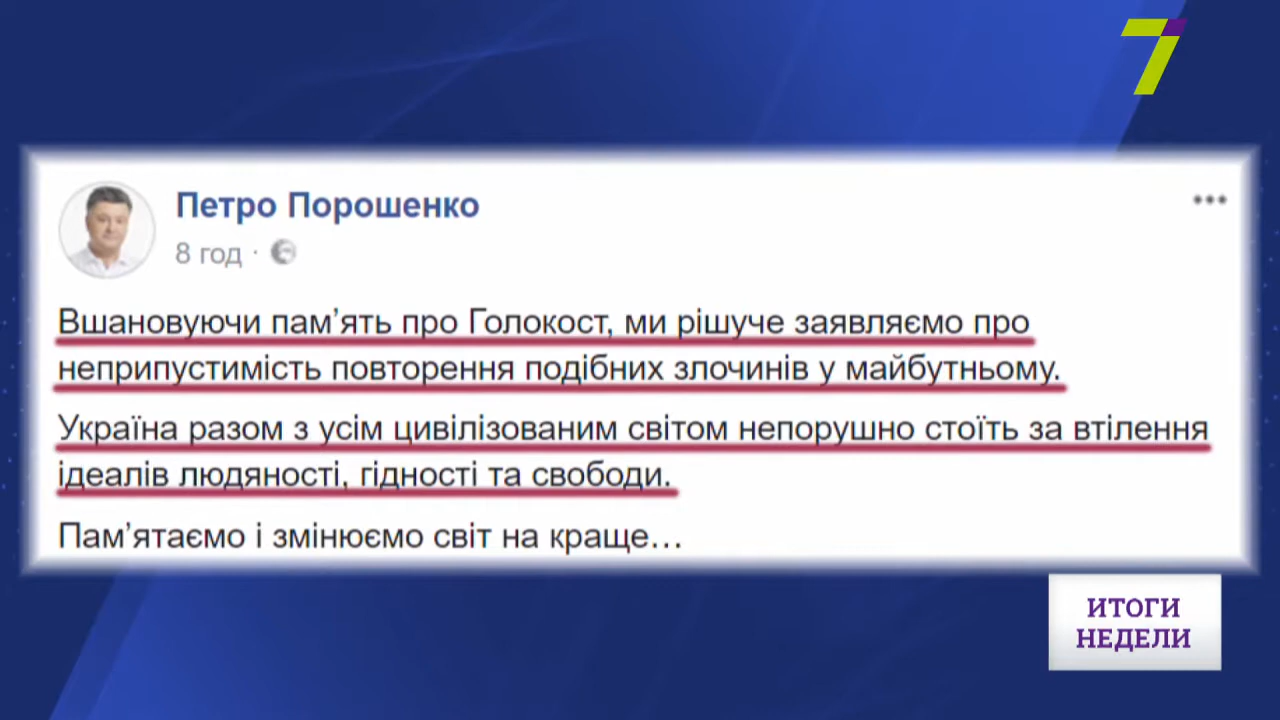 7
Петро Порошенко
8 год ·
Вшановуючи пам’ять про Голокост, ми рішуче заявляємо про
неприпустимість повторення подібних злочинів у майбутньому.
Україна разом з усім цивілізованим світом непорушно стоїть за втілення
ідеалів людяності, гідності та свободи.
Пам’ятаємо і змінюємо світ на краще…
ИТОГИ
НЕДЕЛИ